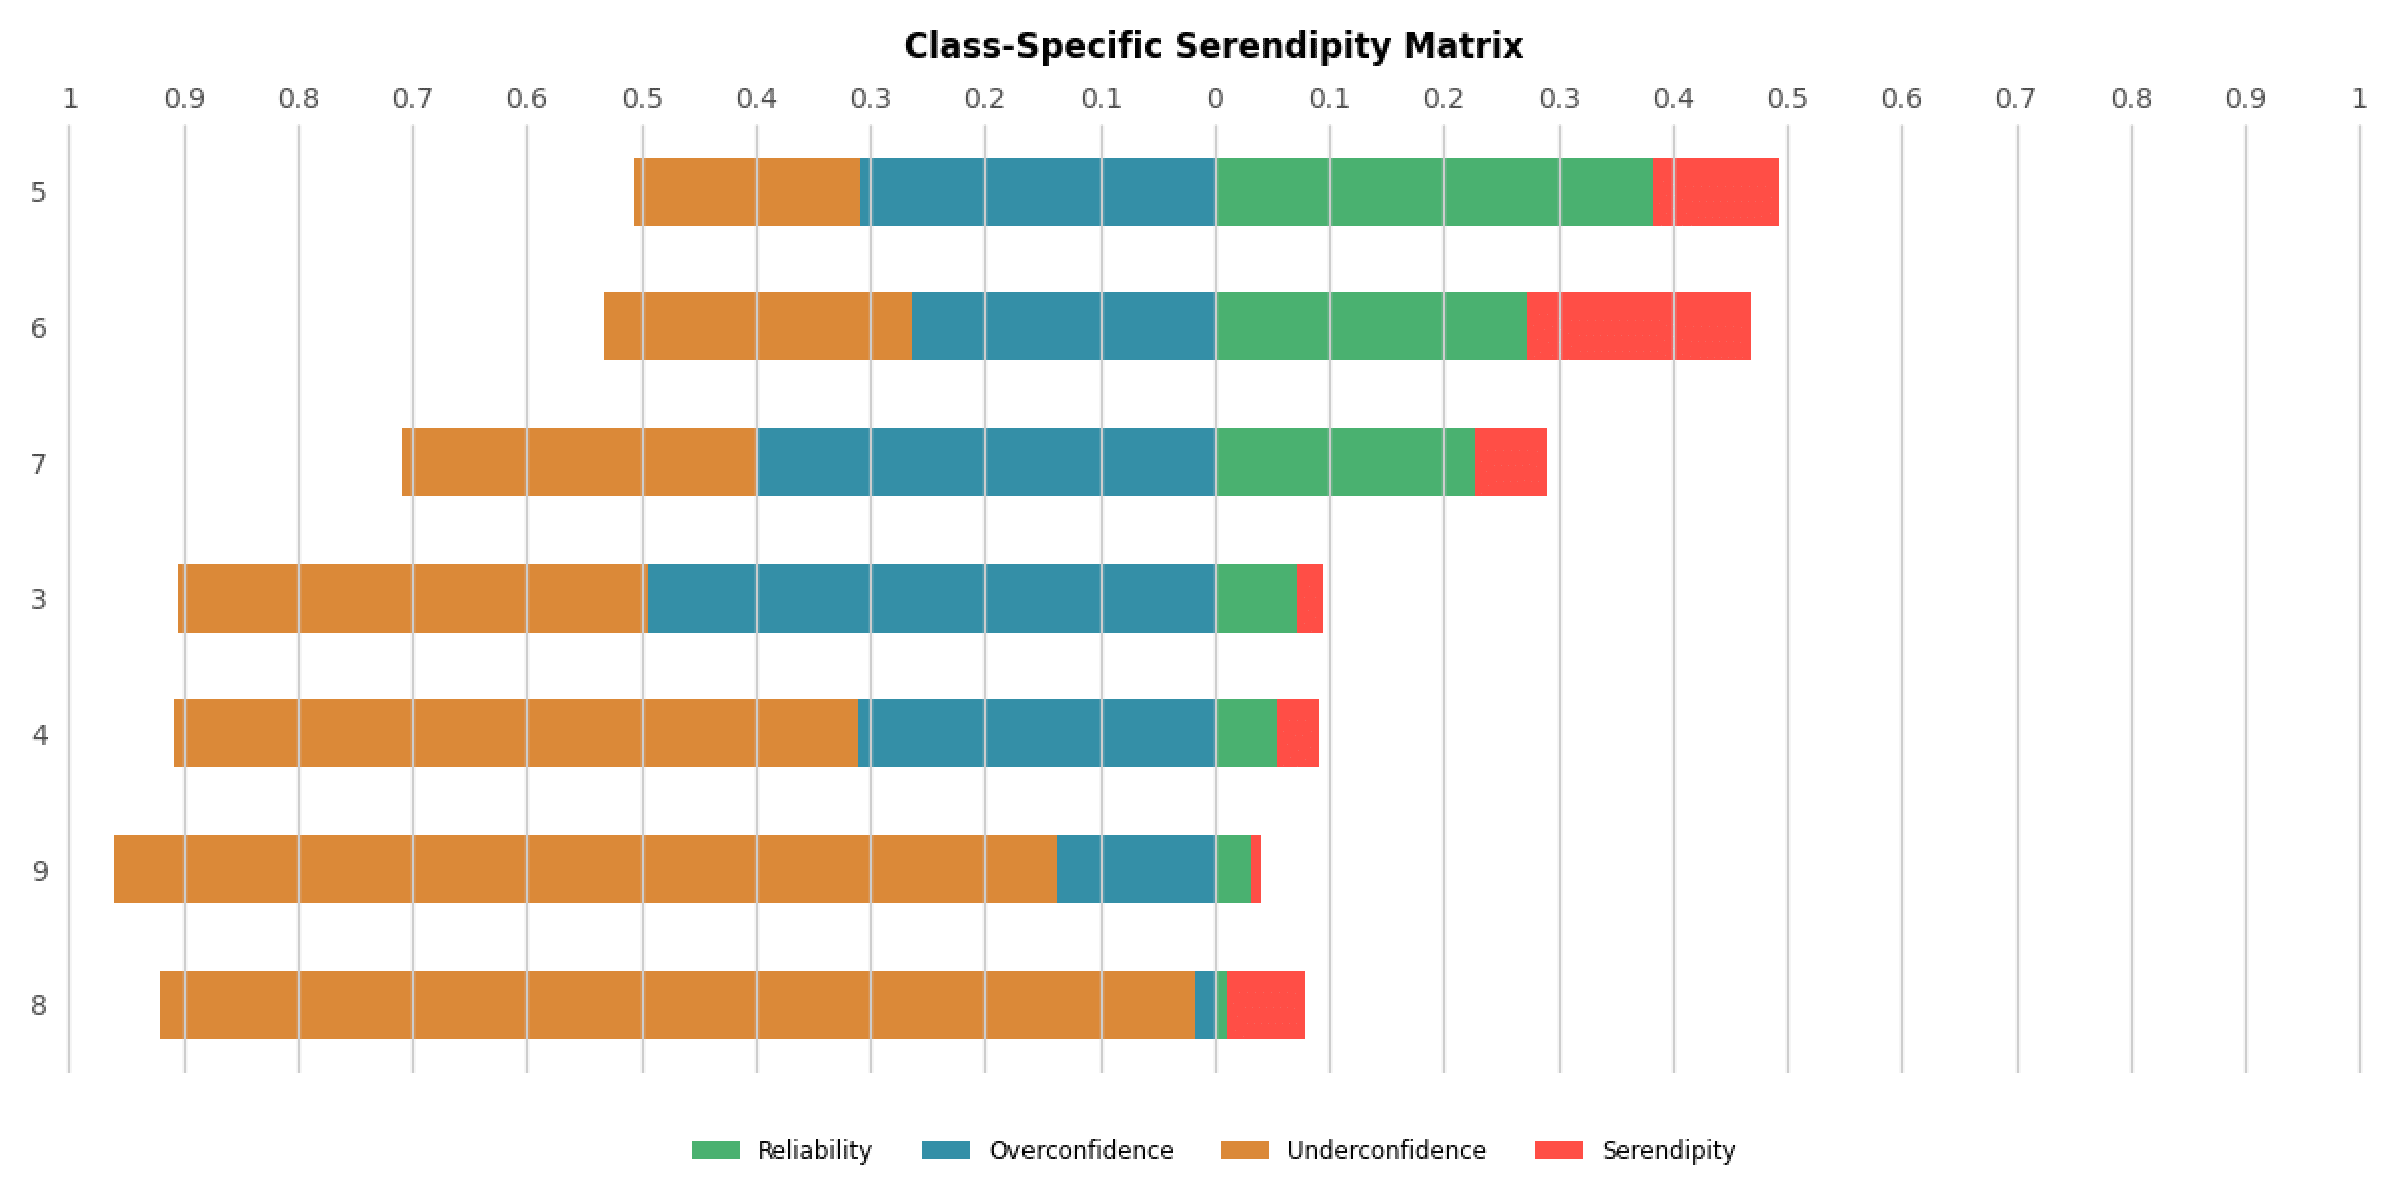 Class-Specific Serendipity Matrix
1 0.9 0.8 0.7 0.6 0.5 0.4 0.3 0.2 0.1 0 0.1 0.2 0.3 0.4 0.5 0.6 0.7 0.8 0.9 1
5
6
7
3
4
9
8
Reliability Overconfidence Underconfidence Serendipity